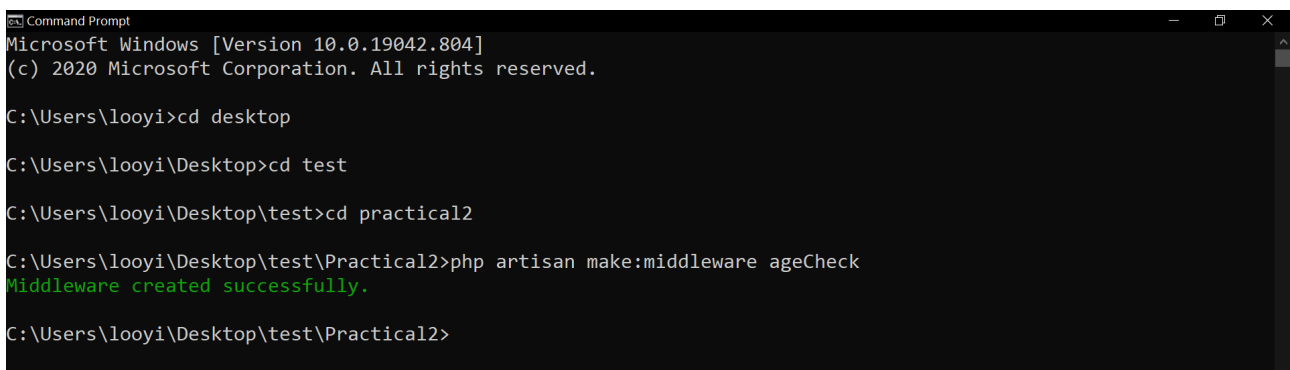 Command Prompt
Microsoft Windows [Version 10.0.19042.804]
(c) 2020 Microsoft Corporation. All rights reserved.
C:\Users\looyi>cd desktop
C:\Users\looyi\Desktop>cd test
C:\Users\looyi\Desktop\test>cd practical2
C:\Users\looyi\Desktop\test\Practical2>php artisan make:middleware ageCheck
Middleware created successfully.
C:\Users\looyi\Desktop\test\Practical2>